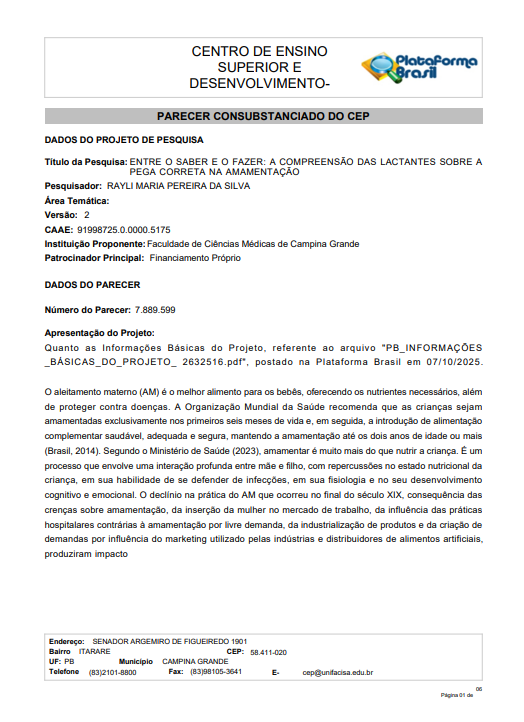 CENTRO DE ENSINO
SUPERIOR E
DESENVOLVIMENTO-
Plataforma
Brasil
PARECER CONSUBSTANCIADO DO CEP
DADOS DO PROJETO DE PESQUISA
Título da Pesquisa: ENTRE O SABER E O FAZER: A COMPREENSÃO DAS LACTANTES SOBRE A
PEGA CORRETA NA AMAMENTAÇÃO
Pesquisador: RAYLI MARIA PEREIRA DA SILVA
Área Temática:
Versão: 2
CAAE: 91998725.0.0000.5175
Instituição Proponente: Faculdade de Ciências Médicas de Campina Grande
Patrocinador Principal: Financiamento Próprio
DADOS DO PARECER
Número do Parecer: 7.889.599
Apresentação do Projeto:
Quanto as Informações Básicas do Projeto, referente ao arquivo "PB_INFORMAÇÕES
_BÁSICAS_DO_PROJETO_ 2632516.pdf", postado na Plataforma Brasil em 07/10/2025.
O aleitamento materno (AM) é o melhor alimento para os bebês, oferecendo os nutrientes necessários, além
de proteger contra doenças. A Organização Mundial da Saúde recomenda que as crianças sejam
amamentadas exclusivamente nos primeiros seis meses de vida e, em seguida, a introdução de alimentação
complementar saudável, adequada e segura, mantendo a amamentação até os dois anos de idade ou mais
(Brasil, 2014). Segundo o Ministério de Saúde (2023), amamentar é muito mais do que nutrir a criança. É um
processo que envolve uma interação profunda entre mãe e filho, com repercussões no estado nutricional da
criança, em sua habilidade de se defender de infecções, em sua fisiologia e no seu desenvolvimento
cognitivo e emocional. O declínio na prática do AM que ocorreu no final do século XIX, consequência das
crenças sobre amamentação, da inserção da mulher no mercado de trabalho, da influência das práticas
hospitalares contrárias à amamentação por livre demanda, da industrialização de produtos e da criação de
demandas por influência do marketing utilizado pelas indústrias e distribuidores de alimentos artificiais,
produziram impacto
Endereço: SENADOR ARGEMIRO DE FIGUEIREDO 1901
Bairro ITARARE CEP: 58.411-020
UF: PB Município CAMPINA GRANDE
Telefone (83)2101-8800 Fax: (83)98105-3641 E- cep@unifacisa.edu.br
Página 01 de 06